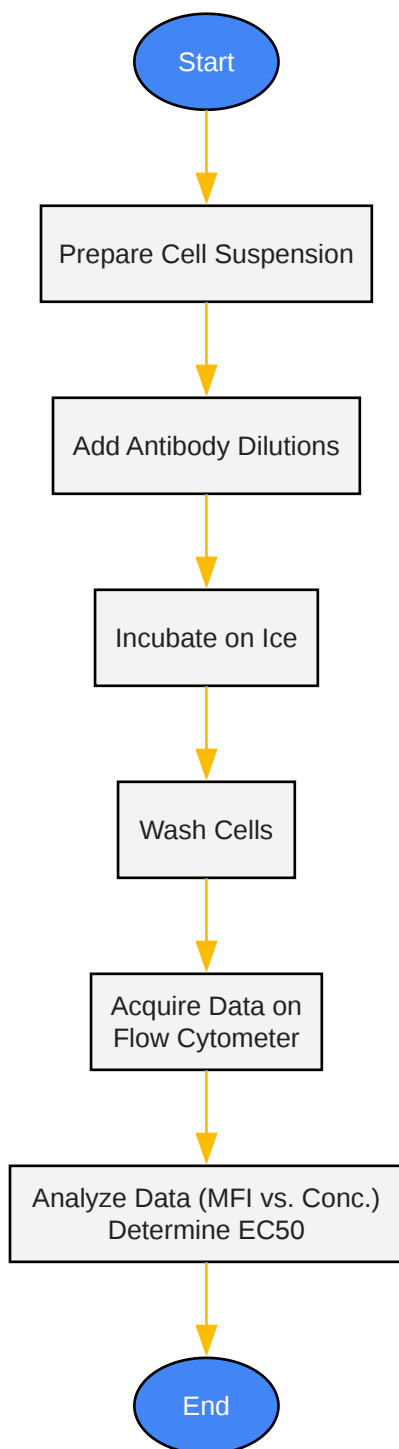 Start
Prepare Cell Suspension
Add Antibody Dilutions
Incubate on Ice
Wash Cells
Acquire Data on
Flow Cytometer
Analyze Data (MFI vs. Conc.)
Determine EC50
End